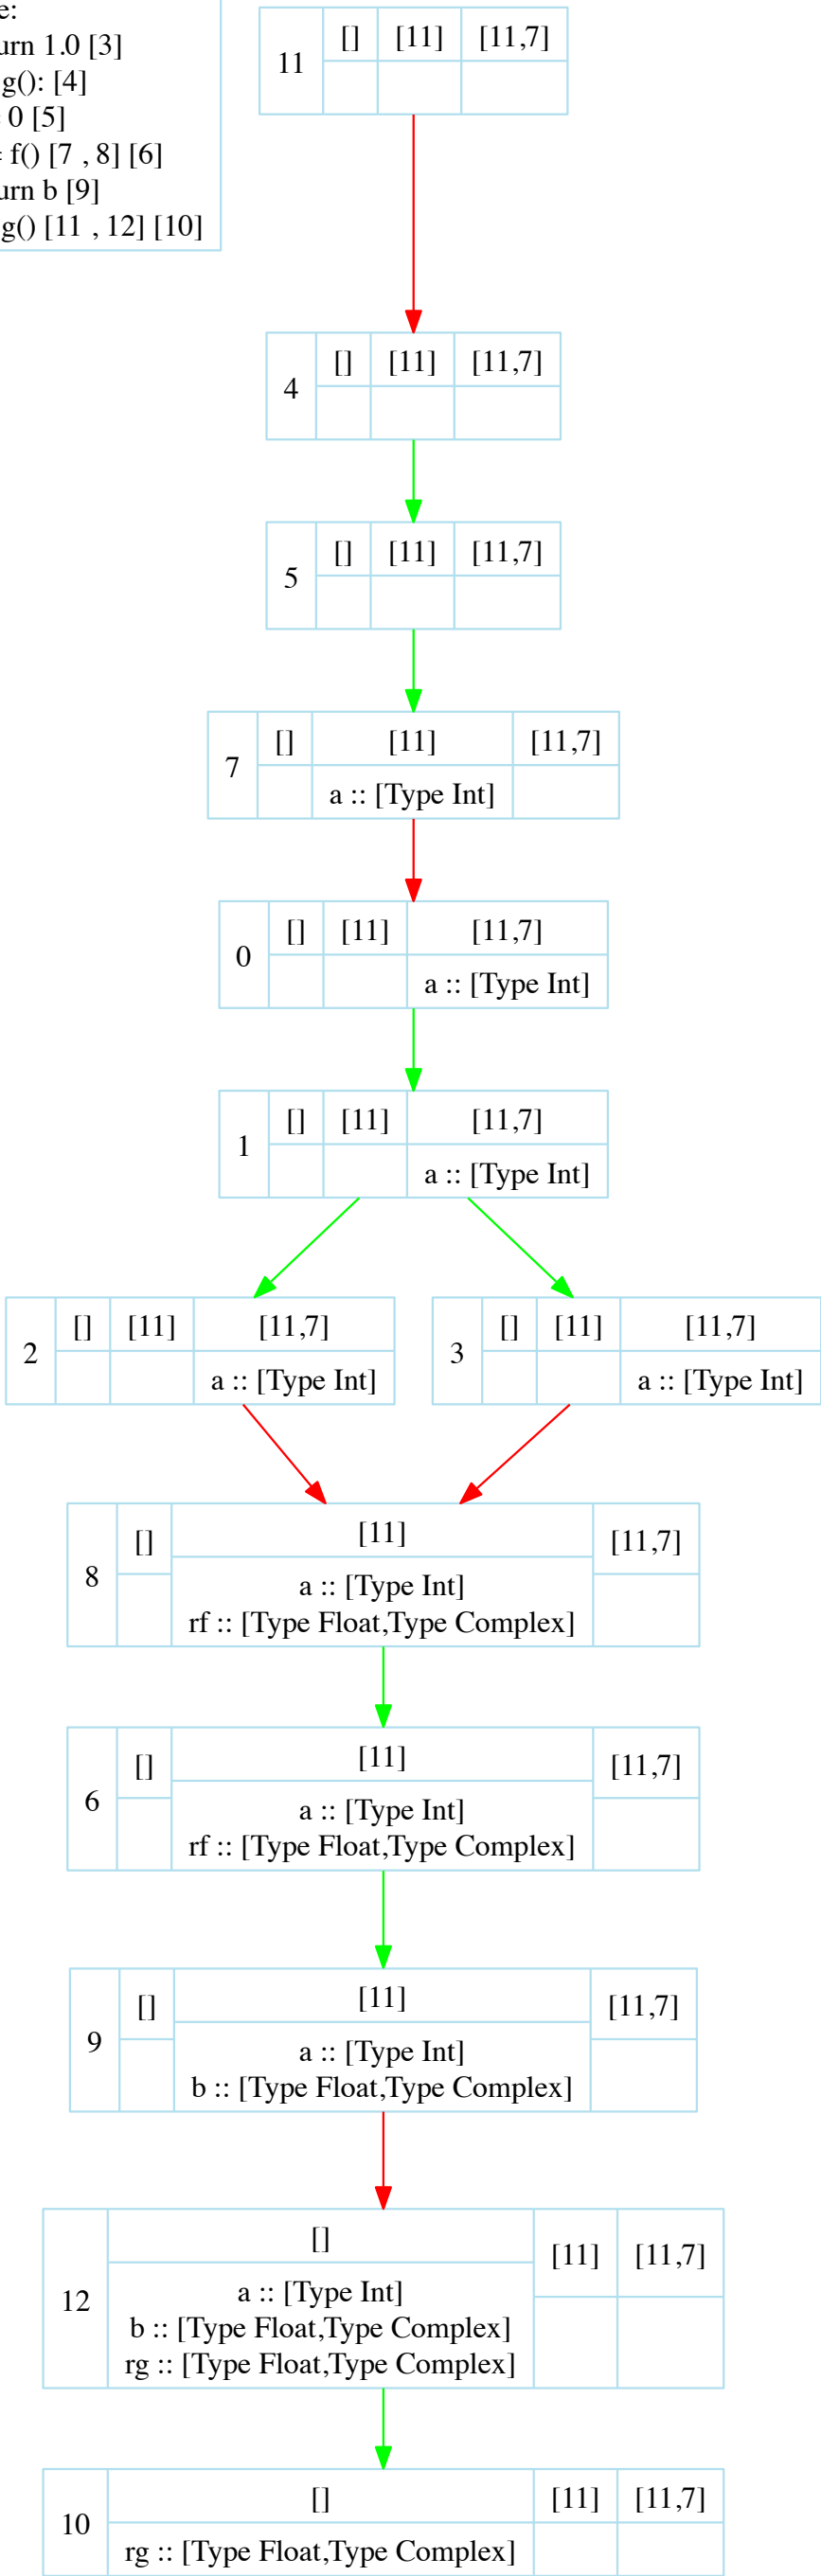 e:
urn 1.0 [3]
g(): [4]
0 [5]
= f() [7 , 8] [6]
urn b [9]
g() [11 , 12] [10]
11 [] [11] [11,7]
4 [] [11] [11,7]
5 [] [11] [11,7]
7 [] [11] [11,7]
a :: [Type Int]
0 [] [11] [11,7]
a :: [Type Int]
1 [] [11] [11,7]
a :: [Type Int]
2 [] [11] [11,7]
a :: [Type Int]
3 [] [11] [11,7]
a :: [Type Int]
8 [] [11] [11,7]
a :: [Type Int]
rf :: [Type Float,Type Complex]
6 [] [11] [11,7]
a :: [Type Int]
rf :: [Type Float,Type Complex]
9 [] [11] [11,7]
a :: [Type Int]
b :: [Type Float,Type Complex]
12 [] [11] [11,7]
a :: [Type Int]
b :: [Type Float,Type Complex]
rg :: [Type Float,Type Complex]
10 [] [11] [11,7]
rg :: [Type Float,Type Complex]